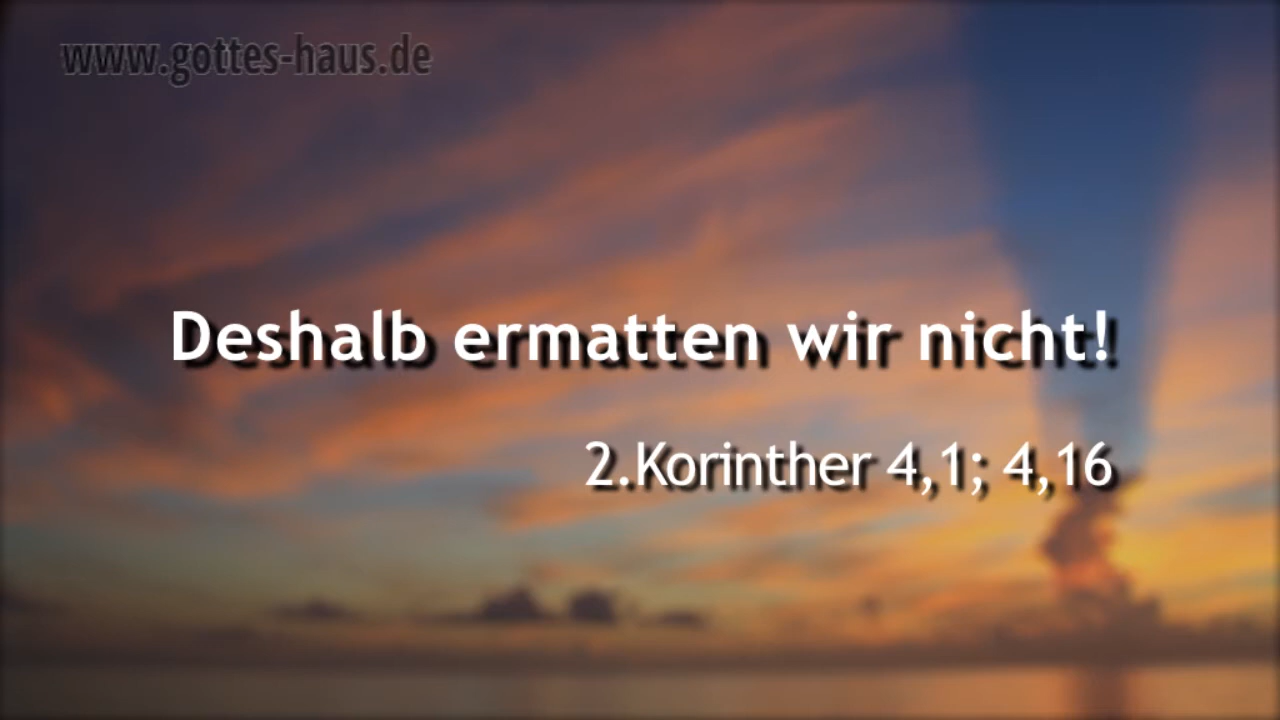 www.gottes-haus.de
Deshalb ermatten wir nicht!
2.Korinther 4,1; 4,16